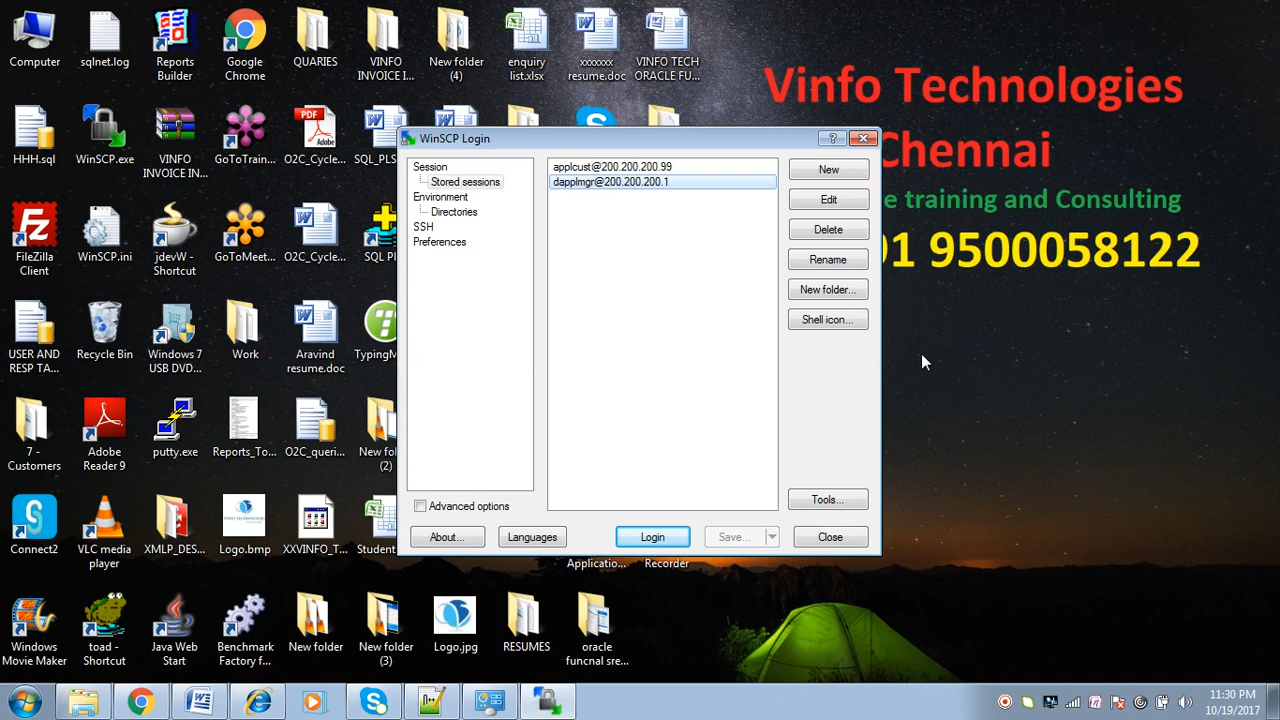 Computer
sqlnet.log
Reports
Builder
Google
Chrome
QUARIES
VINFO
INVOICE I...
New folder
(4)
enquiry
list.xlsx
xxxxxxx
resume.doc
VINFO TECH
ORACLE FU...
Vinfo Technologies
Chennai
e training and Consulting
91 9500058122
HHH.sql
WinSCP.exe
VINFO
INVOICE IN...
GoToTrain...
PDF
Adobe
O2C_Cycle...
SQL_PLS
FileZilla
Client
WinSCP.ini
jdevW -
Shortcut
GoToMeet...
O2C_Cycle...
SQL Pl
USER AND
RESP TA...
Recycle Bin
Windows 7
USB DVD...
Work
Aravind
resume.doc
TypingM
7 -
Customers
Adobe
Reader 9
putty.exe
Reports_To...
O2C_queri...
New fo
(2)
Connect2
VLC media
player
XMLP_DES...
Logo.bmp
XXVINFO_T...
Student
Applicatio...
Recorder
Windows
Movie Maker
toad -
Shortcut
Java Web
Start
Benchmark
Factory f...
New folder
New folder
(3)
Logo.jpg
RESUMES
oracle
funcnal sre...
WinSCP Login
?
Session
Stored sessions
Environment
Directories
SSH
Preferences
applcust@200.200.200.99
dapplmgr@200.200.200.1
New
Edit
Delete
Rename
New folder...
Shell icon...
Tools...
Advanced options
About...
Languages
Login
Save...
Close
11:30 PM
10/19/2017